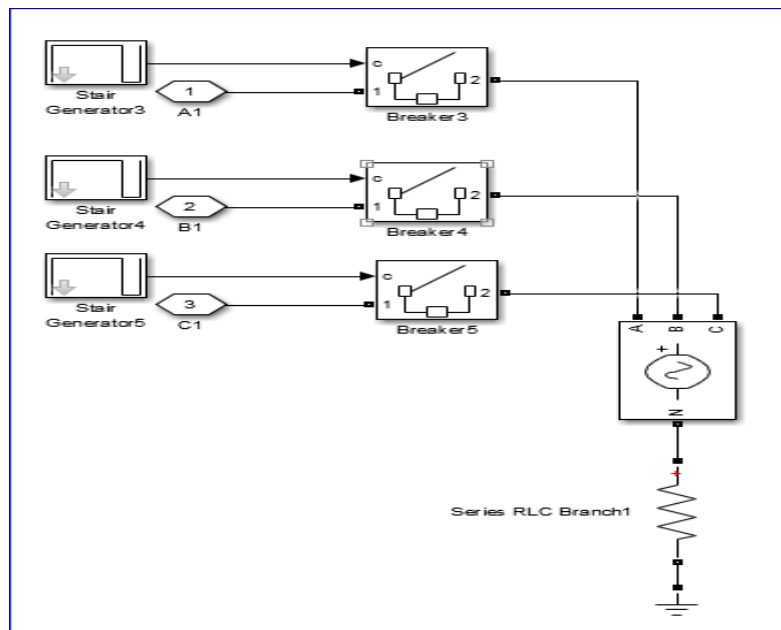 c
1
2
Breaker3
Stair
Generator3
1
A1
c
1
2
Breaker4
Stair
Generator4
2
B1
c
1
2
Breaker5
Stair
Generator5
3
C1
A
B
C
+
N
+
Series RLC Branch1